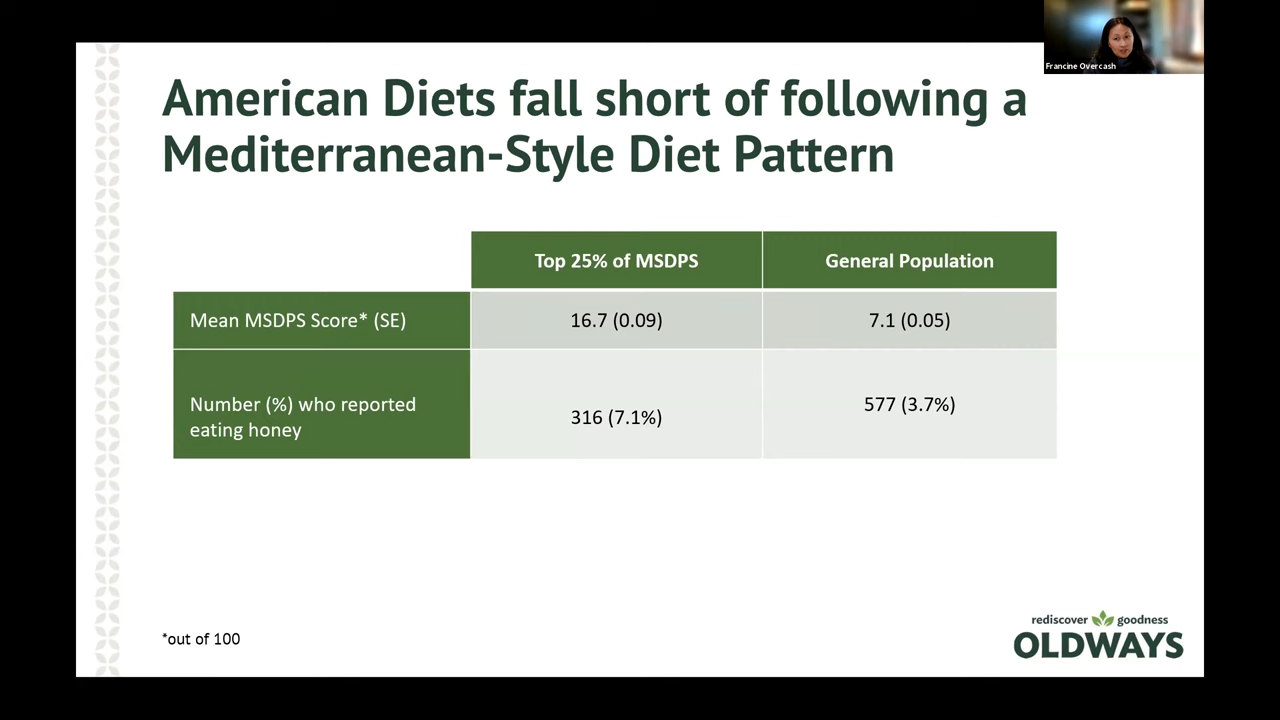 Francine Overcash
American Diets fall short of following a
Mediterranean-Style Diet Pattern
Top 25% of MSDPS
General Population
Mean MSDPS Score* (SE)
16.7 (0.09)
7.1 (0.05)
Number (%) who reported
eating honey
316 (7.1%)
577 (3.7%)
*out of 100
rediscover goodness
OLDWAYS